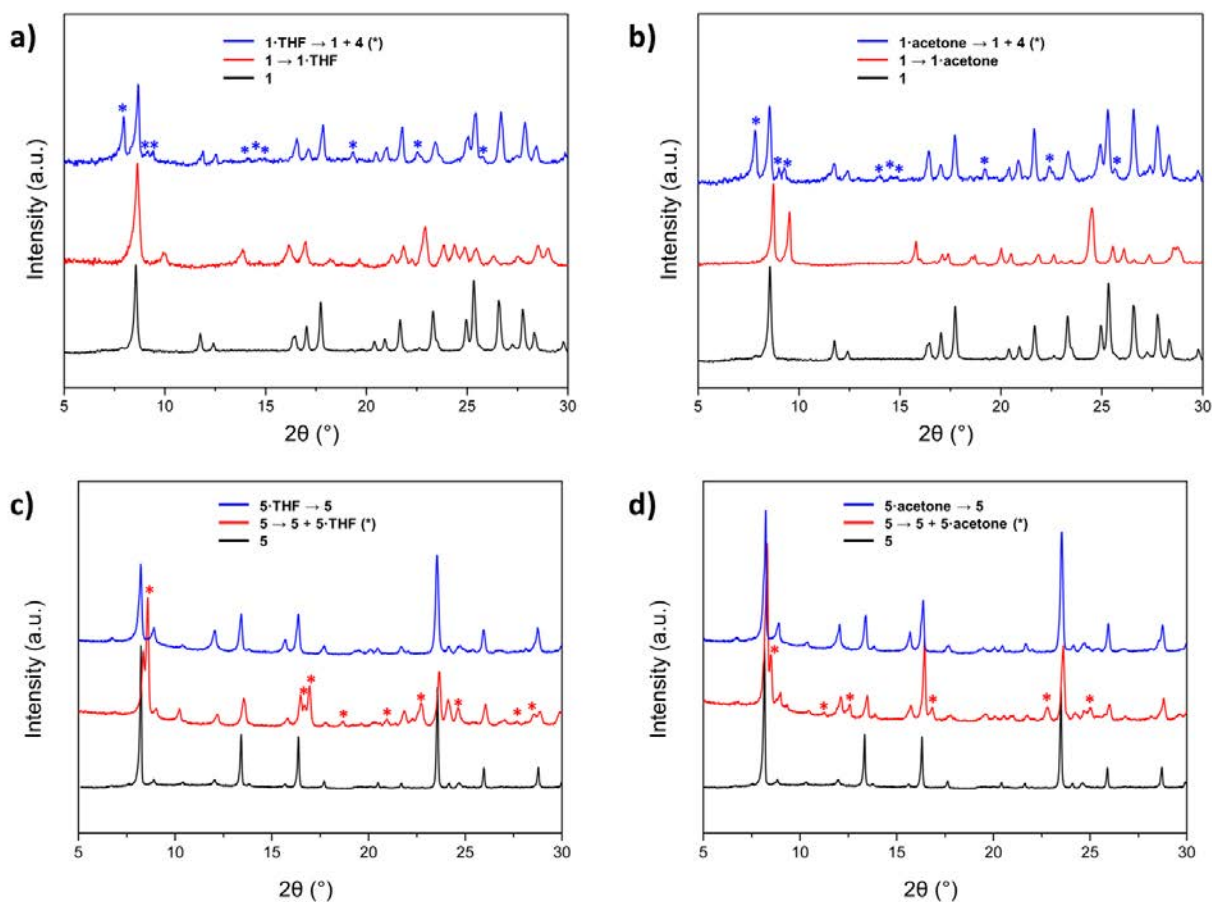 a)
1·THF → 1 + 4 (*)
1 → 1·THF
1
* * * * * * * * *
Intensity (a.u.)
5 10 15 20 25 30
2θ (°)
b)
1·acetone → 1 + 4 (*)
1 → 1·acetone
1
* * * * * * * * *
Intensity (a.u.)
5 10 15 20 25 30
2θ (°)
c)
5·THF → 5
5 → 5 + 5·THF (*)
5
* * * * * * * * *
Intensity (a.u.)
5 10 15 20 25 30
2θ (°)
d)
5·acetone → 5
5 → 5 + 5·acetone (*)
5
* * * * * *
Intensity (a.u.)
5 10 15 20 25 30
2θ (°)